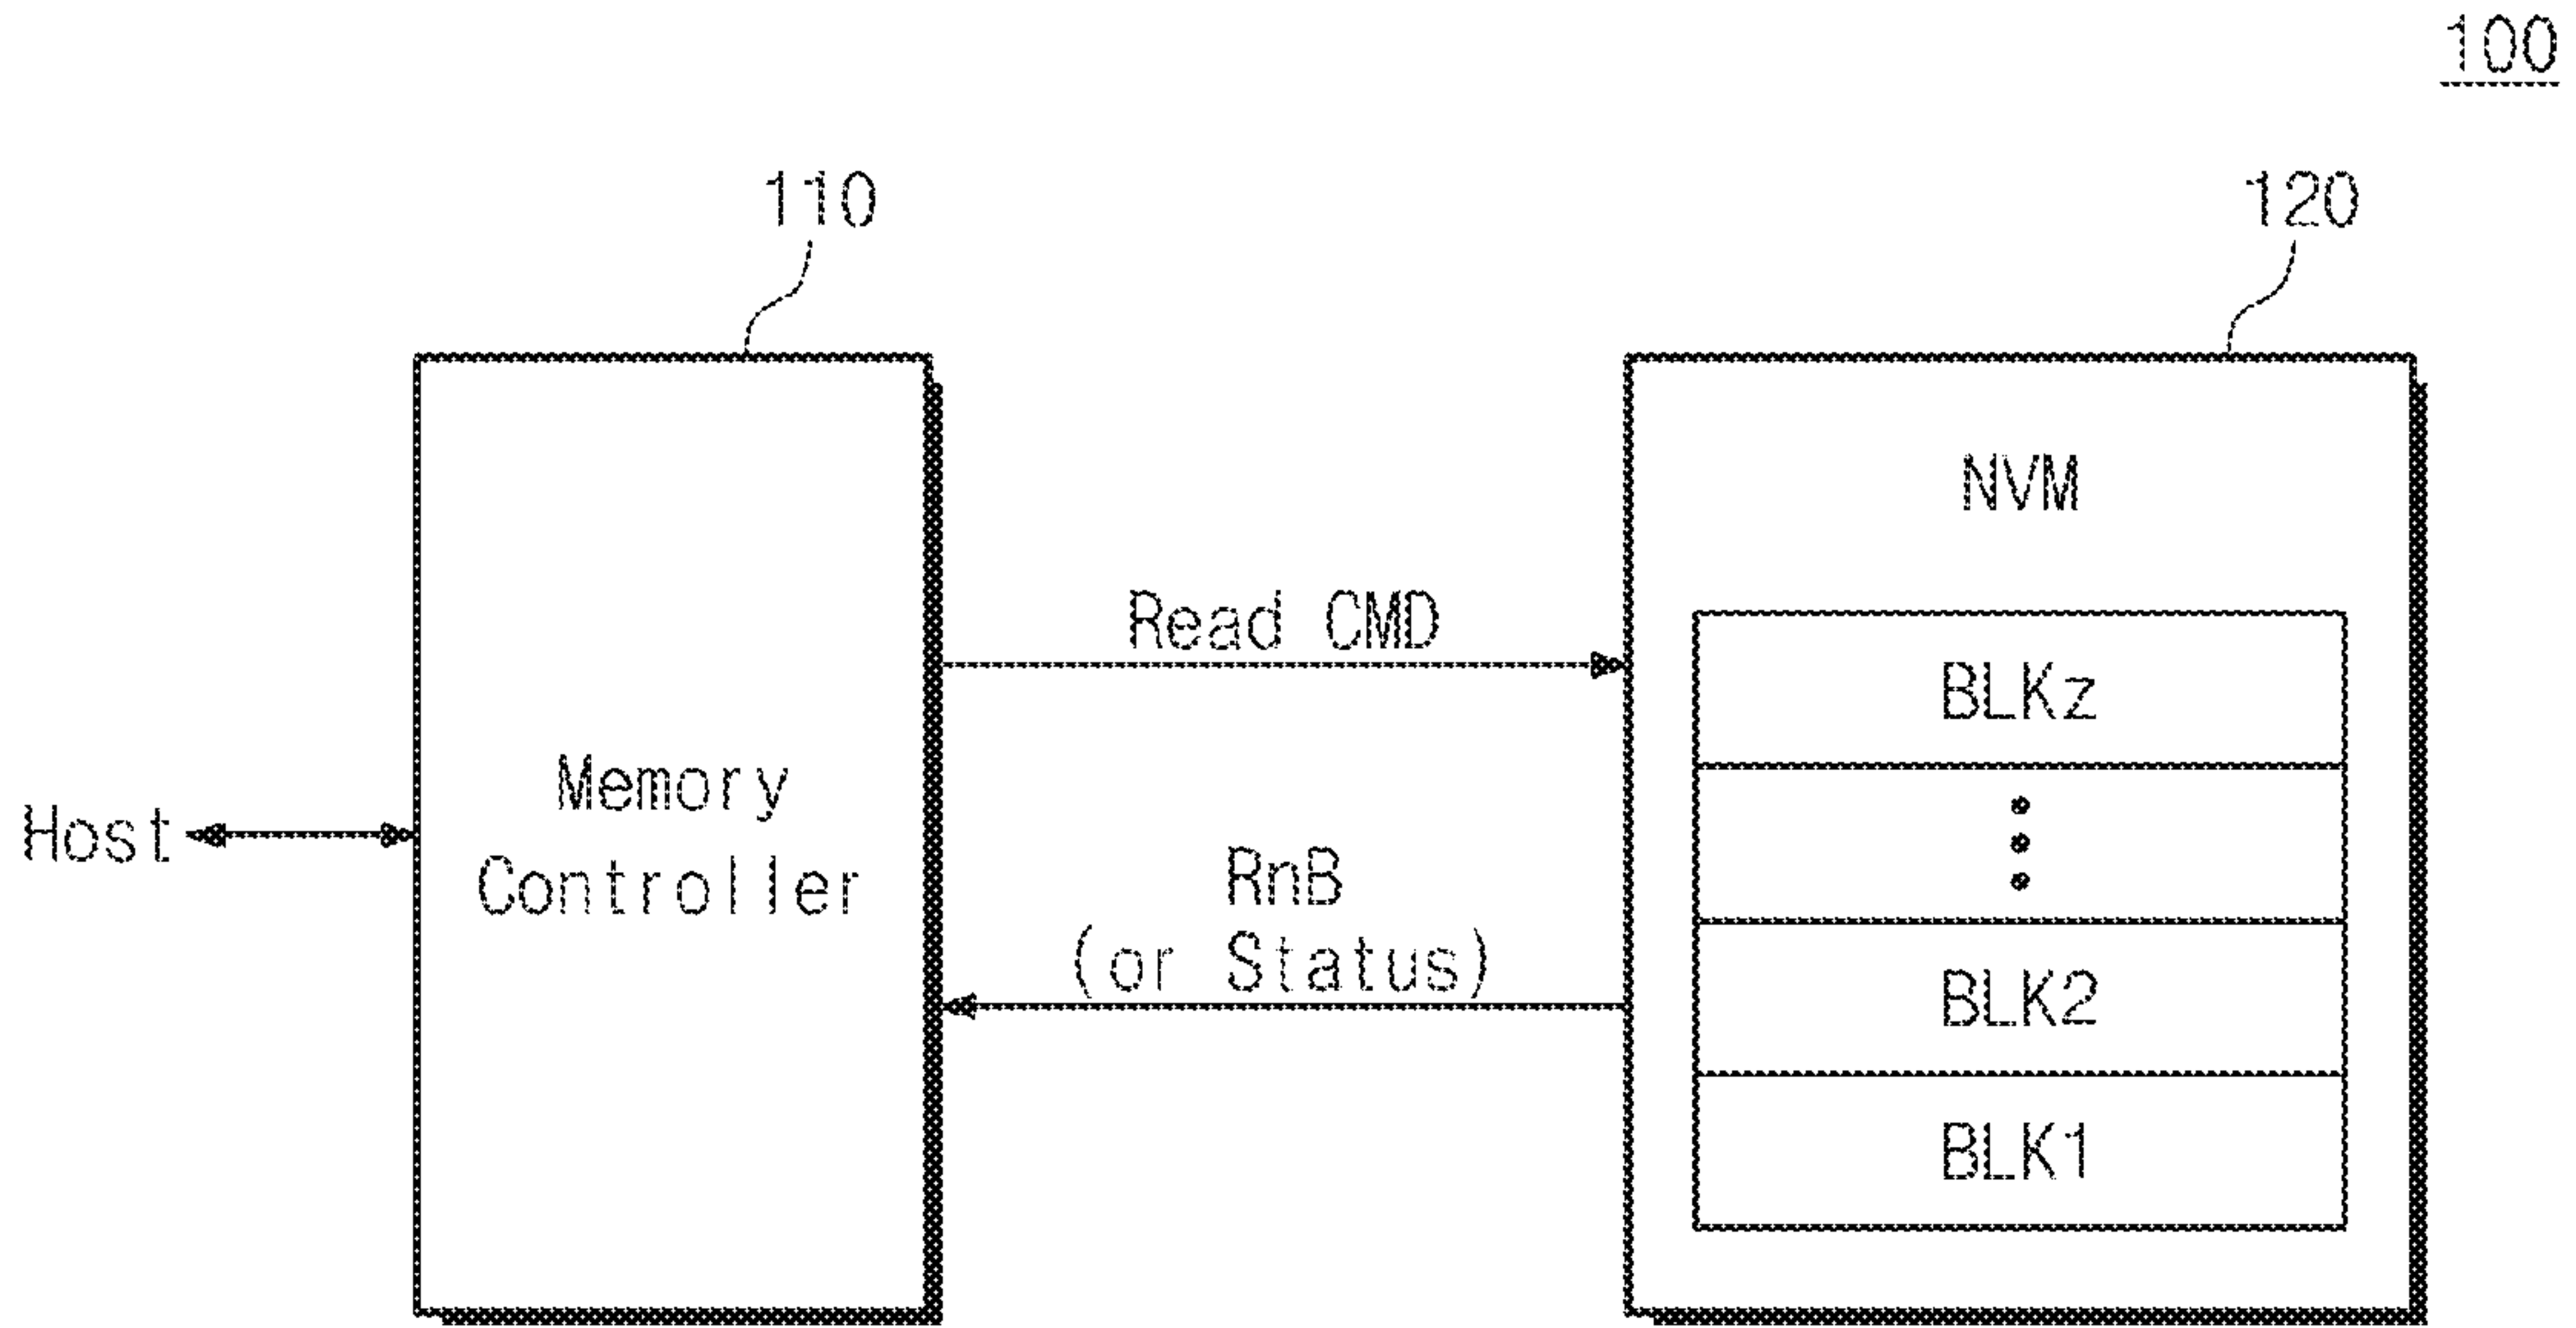 100
110
120
NVM
Read CMD
BLKz
Memory
Controller
Host
RnB
(or Status)
BLK2
BLK1